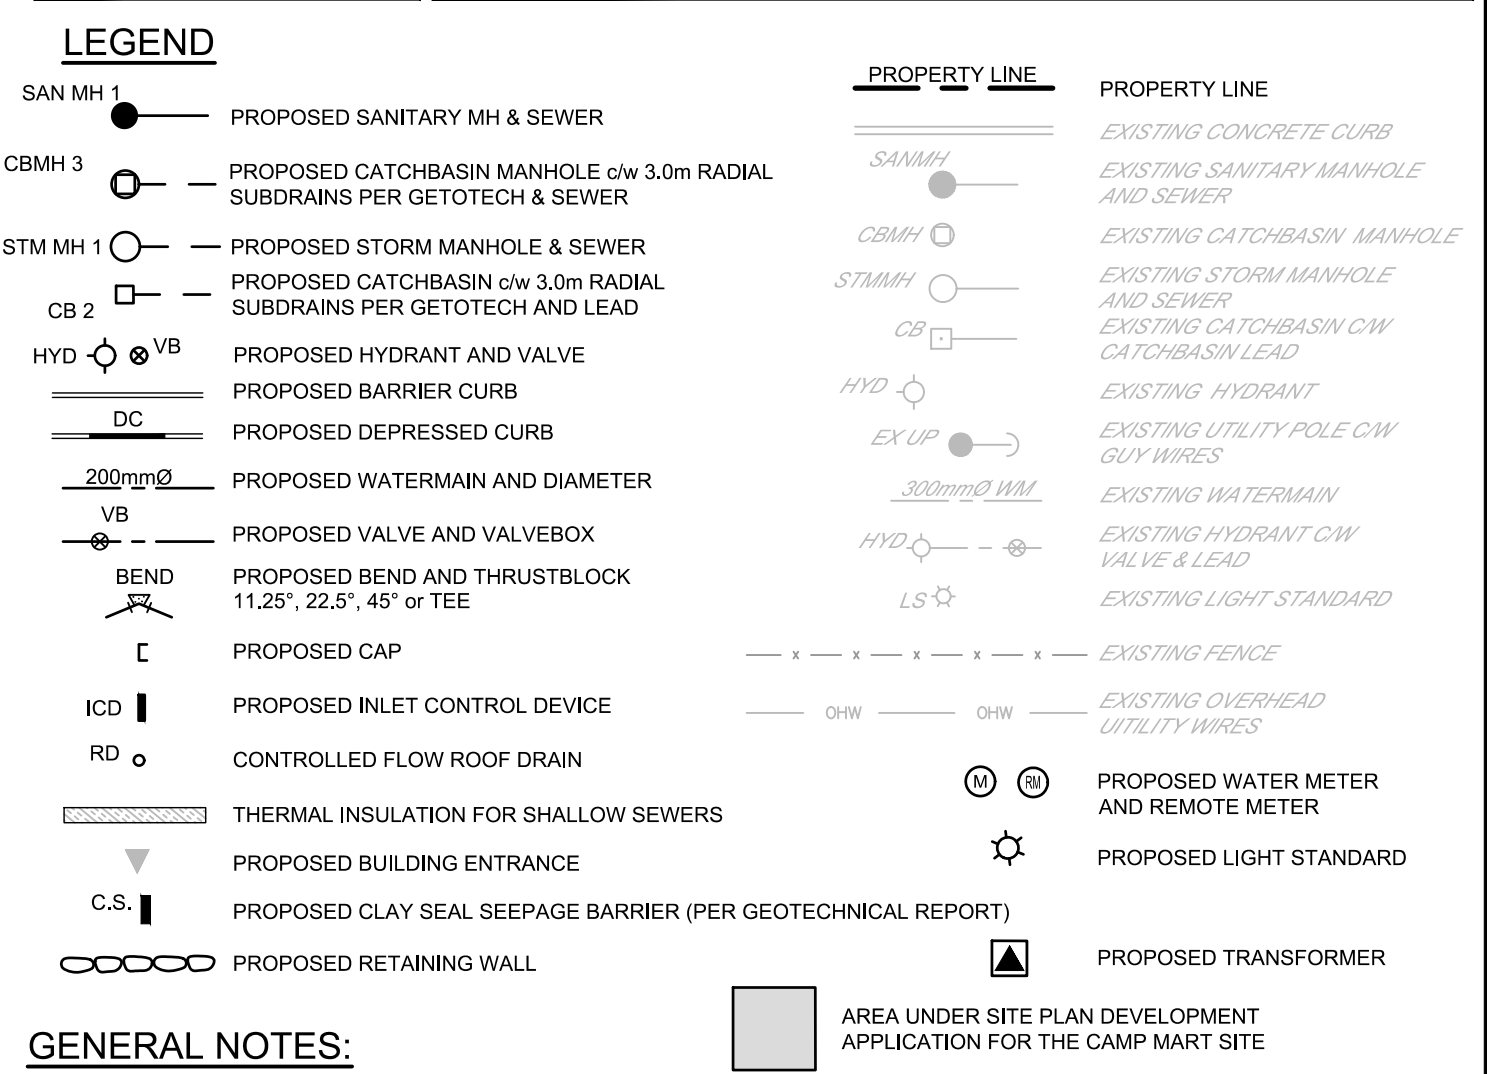 LEGEND
SAN MH 1
PROPOSED SANITARY MH & SEWER
CBMH 3
PROPOSED CATCHBASIN MANHOLE c/w 3.0m RADIAL
SUBDRAINS PER GETOTECH & SEWER
STM MH 1
PROPOSED STORM MANHOLE & SEWER
CB 2
PROPOSED CATCHBASIN c/w 3.0m RADIAL
SUBDRAINS PER GETOTECH AND LEAD
HYD VB
PROPOSED HYDRANT AND VALVE
PROPOSED BARRIER CURB
DC
PROPOSED DEPRESSED CURB
200mmØ
PROPOSED WATERMAIN AND DIAMETER
VB
PROPOSED VALVE AND VALVEBOX
BEND
PROPOSED BEND AND THRUSTBLOCK
11.25°, 22.5°, 45° or TEE
PROPOSED CAP
ICD
PROPOSED INLET CONTROL DEVICE
RD
CONTROLLED FLOW ROOF DRAIN
THERMAL INSULATION FOR SHALLOW SEWERS
PROPOSED BUILDING ENTRANCE
C.S.
PROPOSED CLAY SEAL SEEPAGE BARRIER (PER GEOTECHNICAL REPORT)
PROPOSED RETAINING WALL
PROPERTY LINE
PROPERTY LINE
EXISTING CONCRETE CURB
SANMH
EXISTING SANITARY MANHOLE
AND SEWER
CBMH
EXISTING CATCHBASIN MANHOLE
STMMH
EXISTING STORM MANHOLE
AND SEWER
CB
EXISTING CATCHBASIN C/W
CATCHBASIN LEAD
HYD
EXISTING HYDRANT
EX UP
EXISTING UTILITY POLE C/W
GUY WIRES
300mmØ WM
EXISTING WATERMAIN
HYD
EXISTING HYDRANT C/W
VALVE & LEAD
LS
EXISTING LIGHT STANDARD
x x x x x
EXISTING FENCE
OHW OHW
EXISTING OVERHEAD
UITILITY WIRES
M RM
PROPOSED WATER METER
AND REMOTE METER
PROPOSED LIGHT STANDARD
PROPOSED TRANSFORMER
AREA UNDER SITE PLAN DEVELOPMENT
APPLICATION FOR THE CAMP MART SITE
GENERAL NOTES: